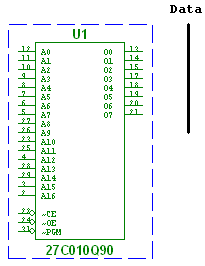 Data
U1
12 A0 O0 13
11 A1 O1 14
10 A2 O2 15
9 A3 O3 17
8 A4 O4 18
7 A5 O5 19
6 A6 O6 20
5 A7 O7 21
27 A8
26 A9
23 A10
25 A11
4 A12
28 A13
29 A14
3 A15
2 A16
22 ~CE
24 ~OE
31 ~PGM
27C010Q90